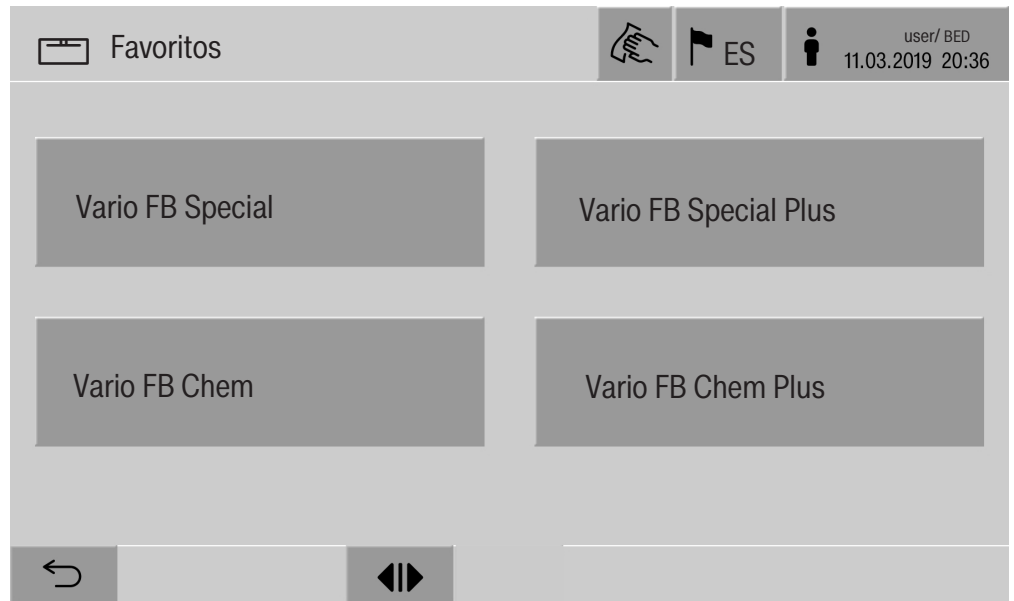 Favoritos
ES
user/ BED
11.03.2019 20:36
Vario FB Special
Vario FB Special Plus
Vario FB Chem
Vario FB Chem Plus